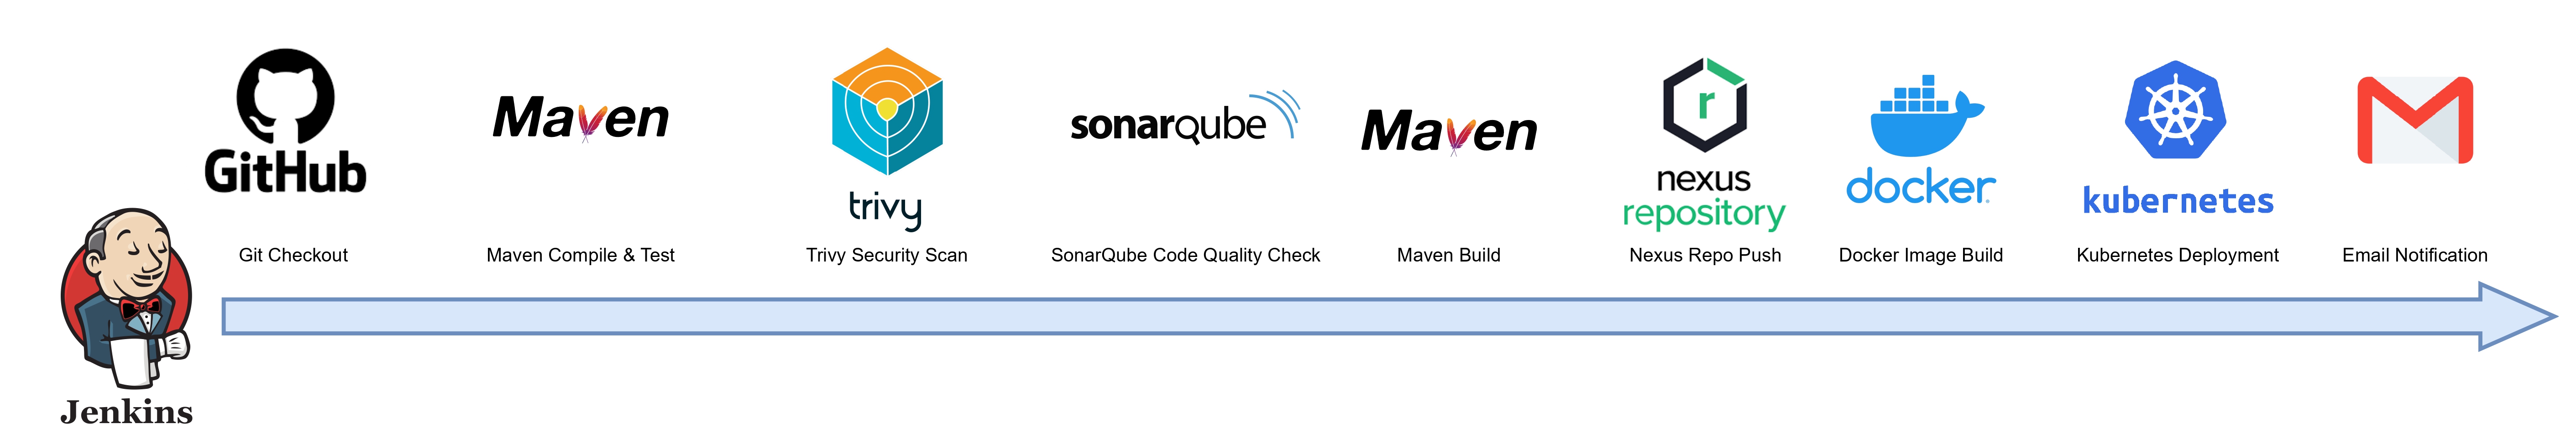 GitHub
Maven
trivy
sonarqube
Maven
r
nexus
repository
docker
kubernetes
Git Checkout
Maven Compile & Test
Trivy Security Scan
SonarQube Code Quality Check
Maven Build
Nexus Repo Push
Docker Image Build
Kubernetes Deployment
Email Notification
Jenkins